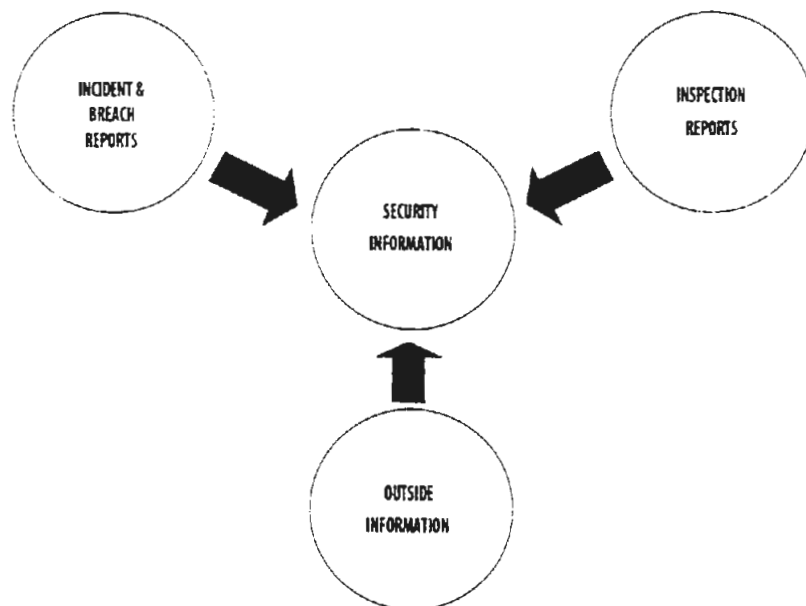 INCIDENT &
BREACH
REPORTS
INSPECTION
REPORTS
SECURITY
INFORMATION
OUTSIDE
INFORMATION